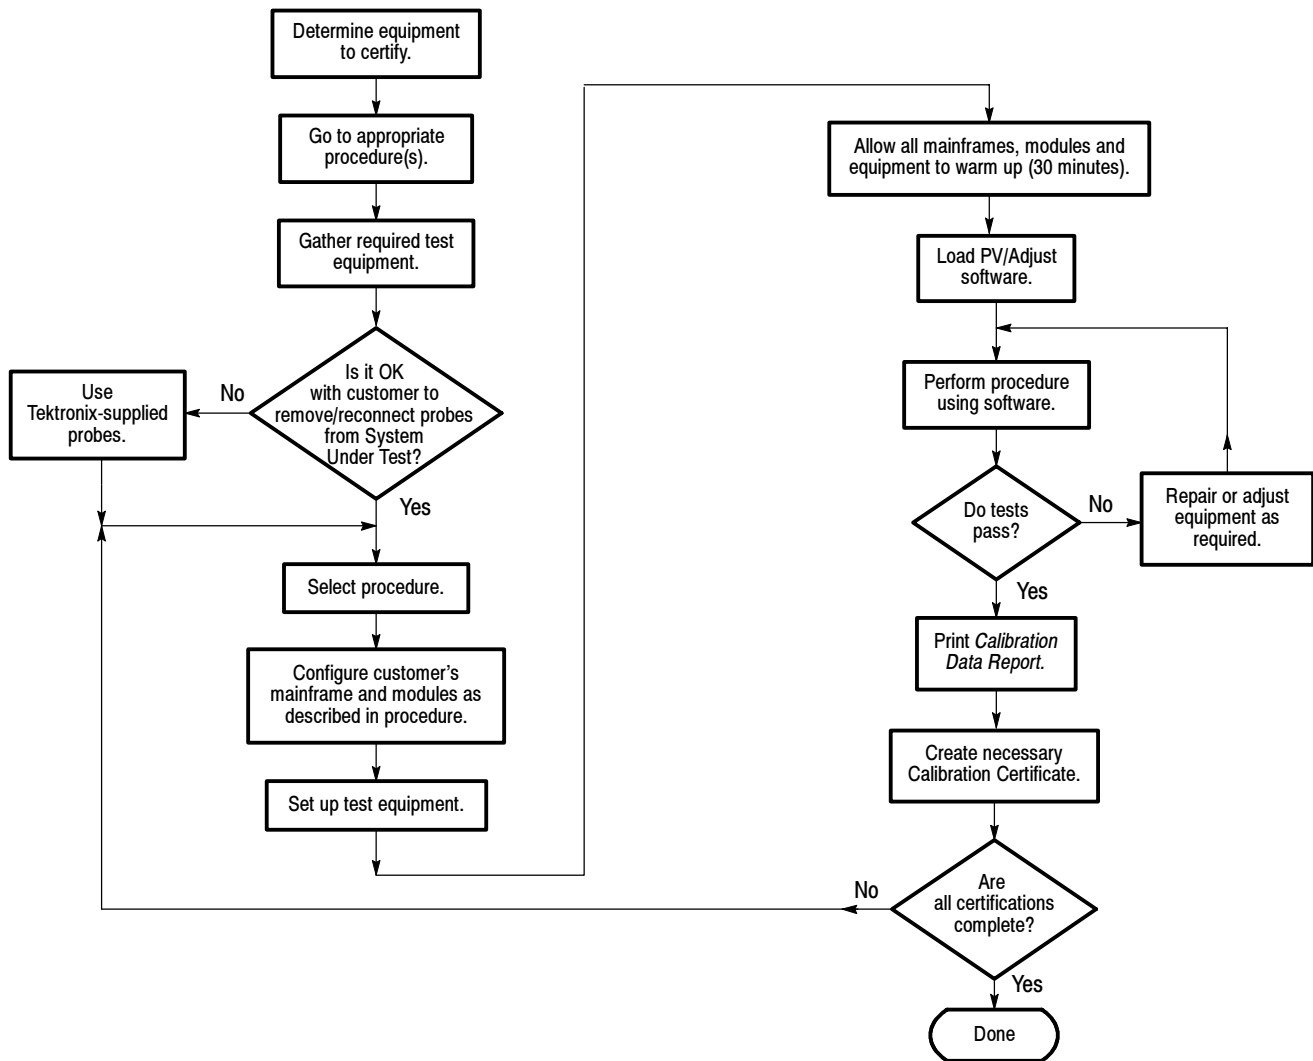 Determine equipment
to certify.
Go to appropriate
procedure(s).
Gather required test
equipment.
Is it OK
with customer to
remove/reconnect probes
from System
Under Test?
No
Use
Tektronix-supplied
probes.
Yes
Select procedure.
Configure customer's
mainframe and modules as
described in procedure.
Set up test equipment.
Allow all mainframes, modules and
equipment to warm up (30 minutes).
Load PV/Adjust
software.
Perform procedure
using software.
Do tests
pass?
No
Repair or adjust
equipment as
required.
Yes
Print Calibration
Data Report.
Create necessary
Calibration Certificate.
Are
all certifications
complete?
No
Yes
Done